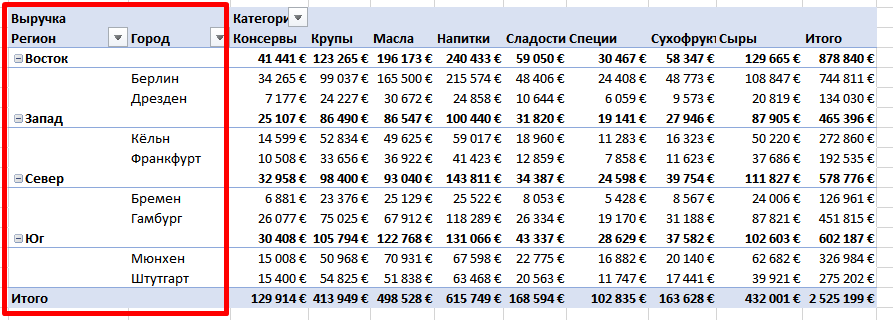 Выручка Категори
Регион Город Консервы Крупы Масла Напитки Сладости Специи Сухофрукт Сыры Итого
Восток 41 441 € 123 265 € 196 173 € 240 433 € 59 050 € 30 467 € 58 347 € 129 665 € 878 840 €
Берлин 34 265 € 99 037 € 165 500 € 215 574 € 48 406 € 24 408 € 48 773 € 108 847 € 744 811 €
Дрезден 7 177 € 24 227 € 30 672 € 24 858 € 10 644 € 6 059 € 9 573 € 20 819 € 134 030 €
Запад 25 107 € 86 490 € 86 547 € 100 440 € 31 820 € 19 141 € 27 946 € 87 905 € 465 396 €
Кёльн 14 599 € 52 834 € 49 625 € 59 017 € 18 960 € 11 283 € 16 323 € 50 220 € 272 860 €
Франкфурт 10 508 € 33 656 € 36 922 € 41 423 € 12 859 € 7 858 € 11 623 € 37 686 € 192 535 €
Север 32 958 € 98 400 € 93 040 € 143 811 € 34 387 € 24 598 € 39 754 € 111 827 € 578 776 €
Бремен 6 881 € 23 376 € 25 129 € 25 522 € 8 053 € 5 428 € 8 567 € 24 006 € 126 961 €
Гамбург 26 077 € 75 025 € 67 912 € 118 289 € 26 334 € 19 170 € 31 188 € 87 821 € 451 815 €
Юг 30 408 € 105 794 € 122 768 € 131 066 € 43 337 € 28 629 € 37 582 € 102 603 € 602 187 €
Мюнхен 15 008 € 50 968 € 70 931 € 67 598 € 22 775 € 16 882 € 20 140 € 62 682 € 326 984 €
Штутгарт 15 400 € 54 825 € 51 838 € 63 468 € 20 563 € 11 747 € 17 441 € 39 921 € 275 202 €
Итого 129 914 € 413 949 € 498 528 € 615 749 € 168 594 € 102 835 € 163 628 € 432 001 € 2 525 199 €